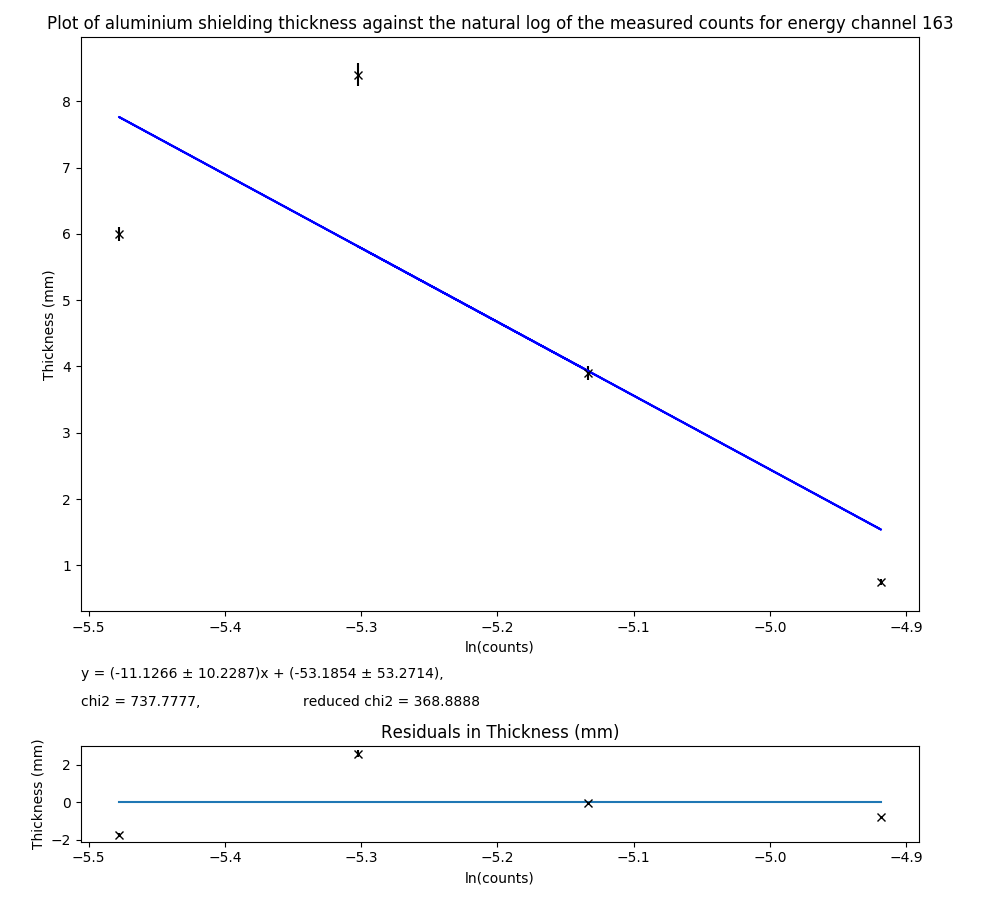 Plot of aluminium shielding thickness against the natural log of the measured counts for energy channel 163
8
7
6
5
4
3
2
1
Thickness (mm)
−5.5 −5.4 −5.3 −5.2 −5.1 −5.0 −4.9
ln(counts)
y = (-11.1266 ± 10.2287)x + (-53.1854 ± 53.2714),
chi2 = 737.7777, reduced chi2 = 368.8888
Residuals in Thickness (mm)
2
0
−2
Thickness (mm)
−5.5 −5.4 −5.3 −5.2 −5.1 −5.0 −4.9
ln(counts)